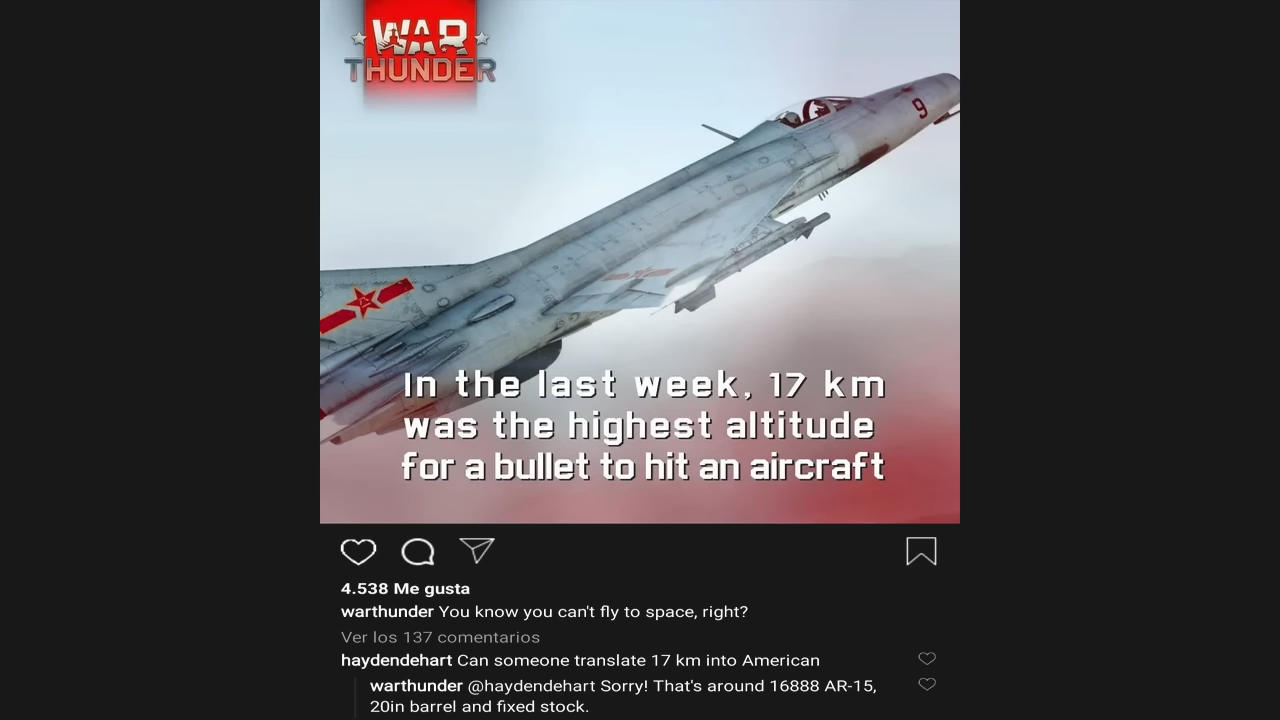 WAR
THUNDER
9
In the last week, 17 km
was the highest altitude
for a bullet to hit an aircraft
4.538 Me gusta
warthunder You know you can't fly to space, right?
Ver los 137 comentarios
haydendehart Can someone translate 17 km into American
warthunder @haydendehart Sorry! That's around 16888 AR-15,
20in barrel and fixed stock.